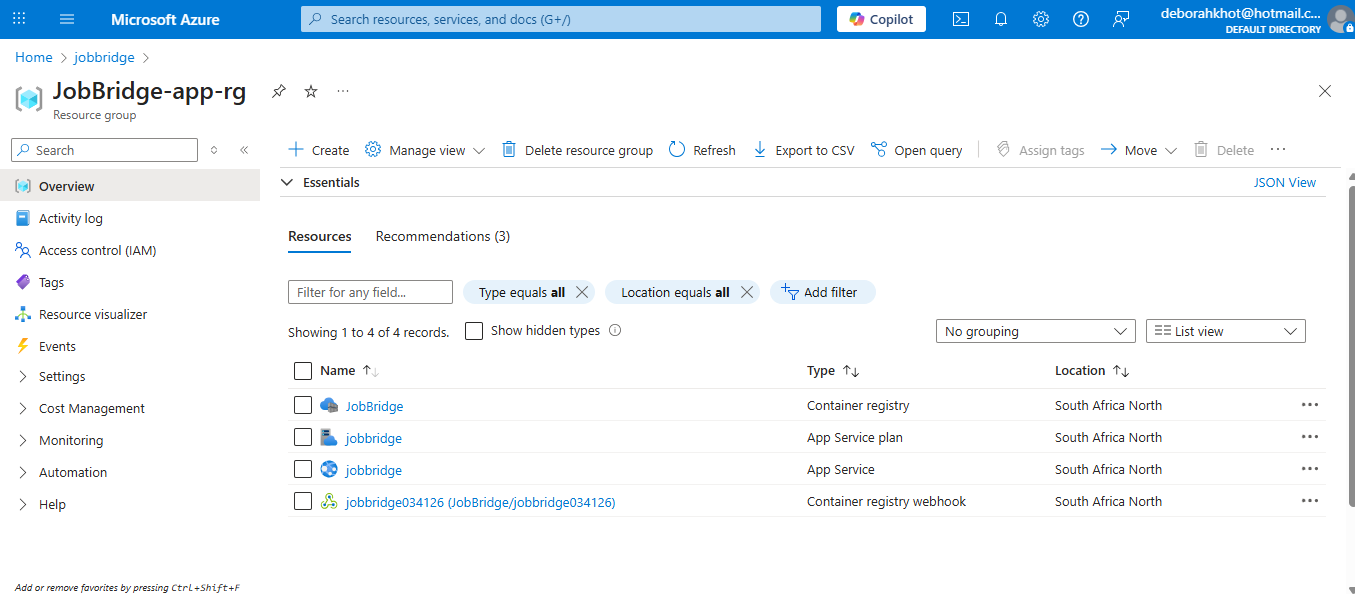 Microsoft Azure
Search resources, services, and docs (G+/)
Copilot
deborahkhot@hotmail.c...
DEFAULT DIRECTORY
Home > jobbridge >
JobBridge-app-rg
Resource group
Search
Overview
Activity log
Access control (IAM)
Tags
Resource visualizer
Events
Settings
Cost Management
Monitoring
Automation
Help
Add or remove favorites by pressing Ctrl+Shift+F
Create Manage view Delete resource group Refresh Export to CSV Open query Assign tags Move Delete
Essentials JSON View
Resources Recommendations (3)
Filter for any field... Type equals all Location equals all Add filter
Showing 1 to 4 of 4 records. Show hidden types No grouping List view
Name Type Location
JobBridge Container registry South Africa North
jobbridge App Service plan South Africa North
jobbridge App Service South Africa North
jobbridge034126 (JobBridge/jobbridge034126) Container registry webhook South Africa North